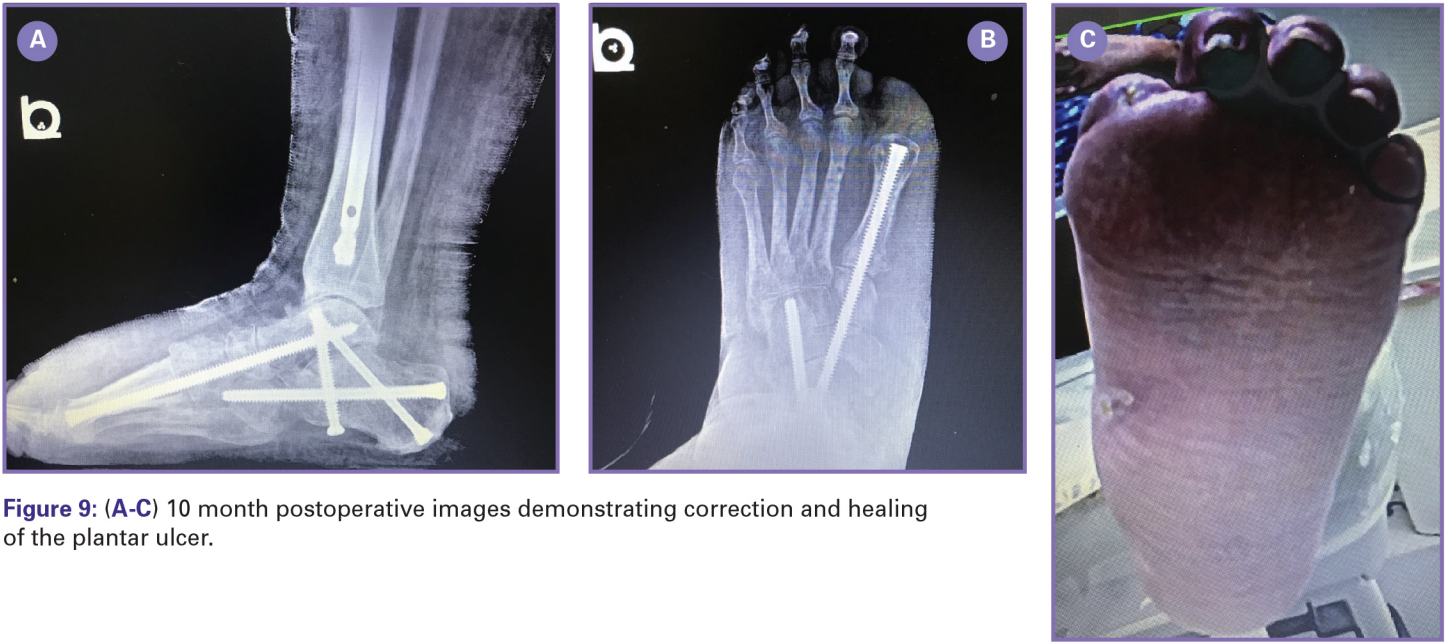 A
B
C
Figure 9: (A-C) 10 month postoperative images demonstrating correction and healing
of the plantar ulcer.